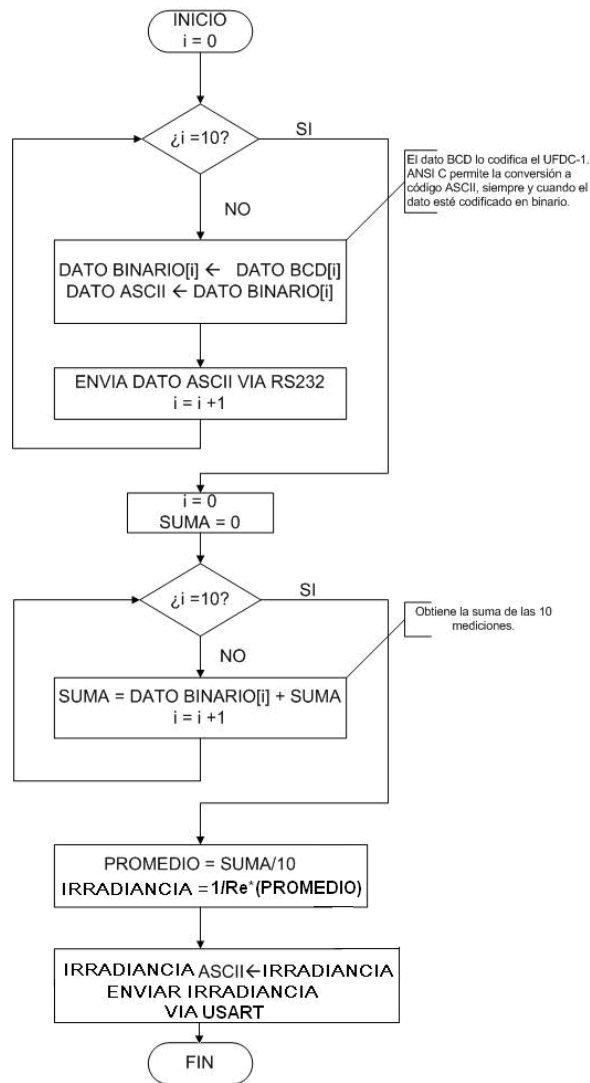 INICIO
i = 0
¿i =10?
SI
El dato BCD lo codifica el UFDC-1.
ANSI C permite la conversión a
código ASCII, siempre y cuando el
dato esté codificado en binario.
NO
DATO BINARIO[i] ← DATO BCD[i]
DATO ASCII ← DATO BINARIO[i]
ENVIA DATO ASCII VIA RS232
i = i +1
i = 0
SUMA = 0
¿i =10?
SI
Obtiene la suma de las 10
mediciones.
NO
SUMA = DATO BINARIO[i] + SUMA
i = i +1
PROMEDIO = SUMA/10
IRRADIANCIA = 1/Re*(PROMEDIO)
IRRADIANCIA ASCII←IRRADIANCIA
ENVIAR IRRADIANCIA
VIA USART
FIN